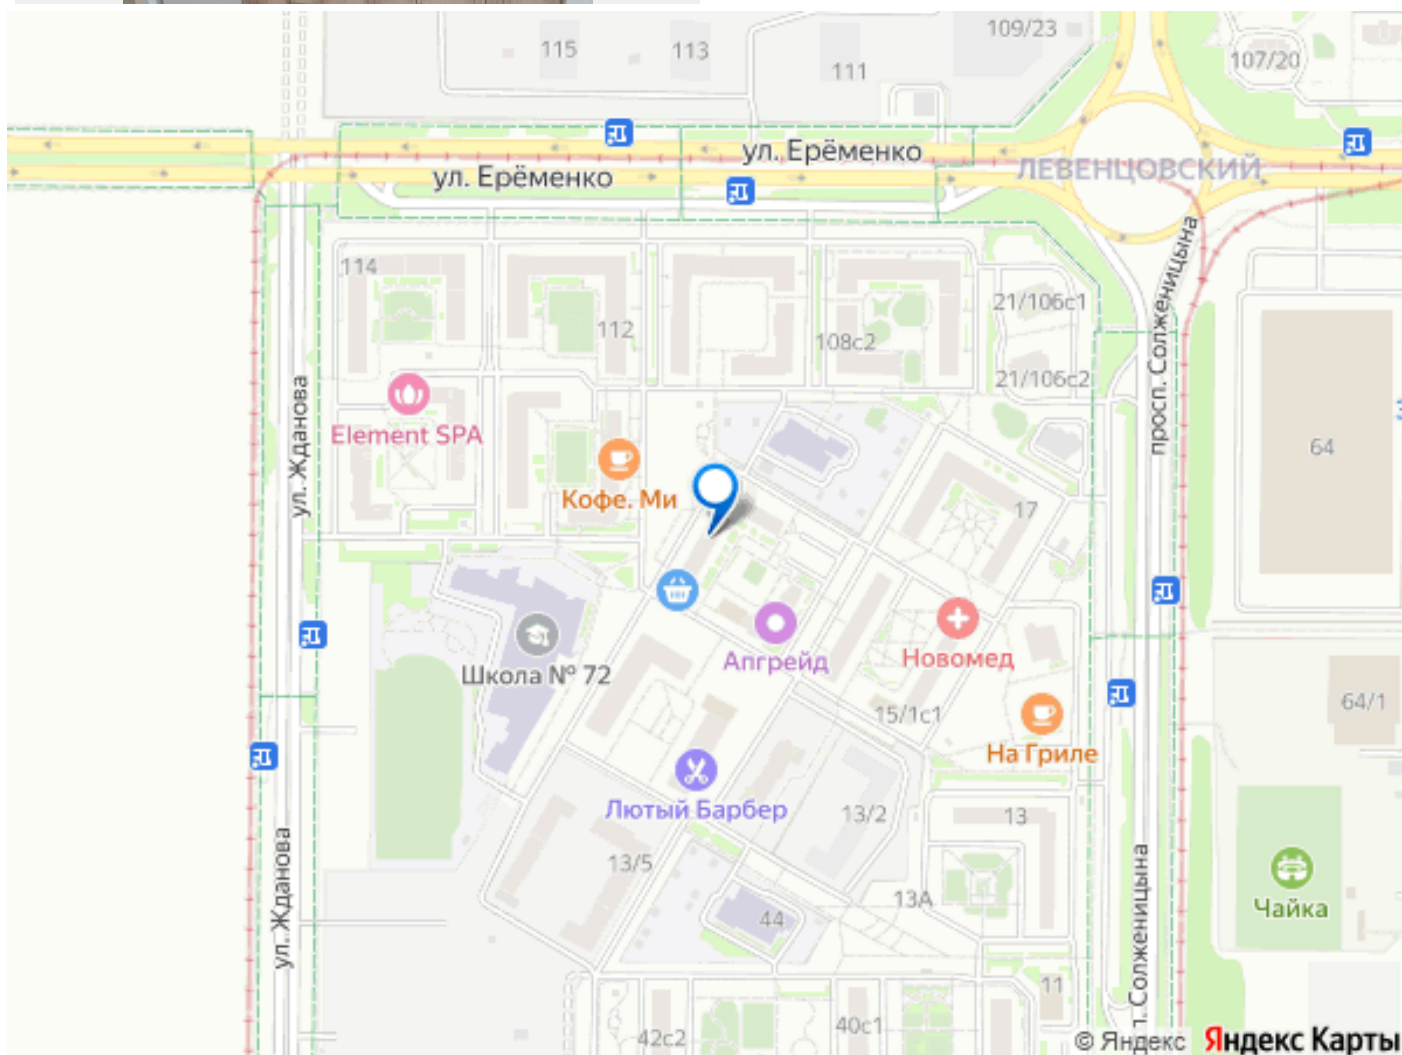 115
113
109/23
111
107/20
ул. Ерёменко
ул. Ерёменко
ЛЕВЕНЦОВСКИЙ
114
112
108с2
21/106с1
21/106с2
просп. Солженицына
64
ул. Жданова
Element SPA
Кофе. Ми
17
Школа № 72
Апгрейд
Новомед
15/1с1
64/1
На Гриле
Лютый Барбер
13/2
13
13/5
13А
44
ул. Жданова
Чайка
11
42с2
40с1
п. Солженицына
© Яндекс Яндекс Карты